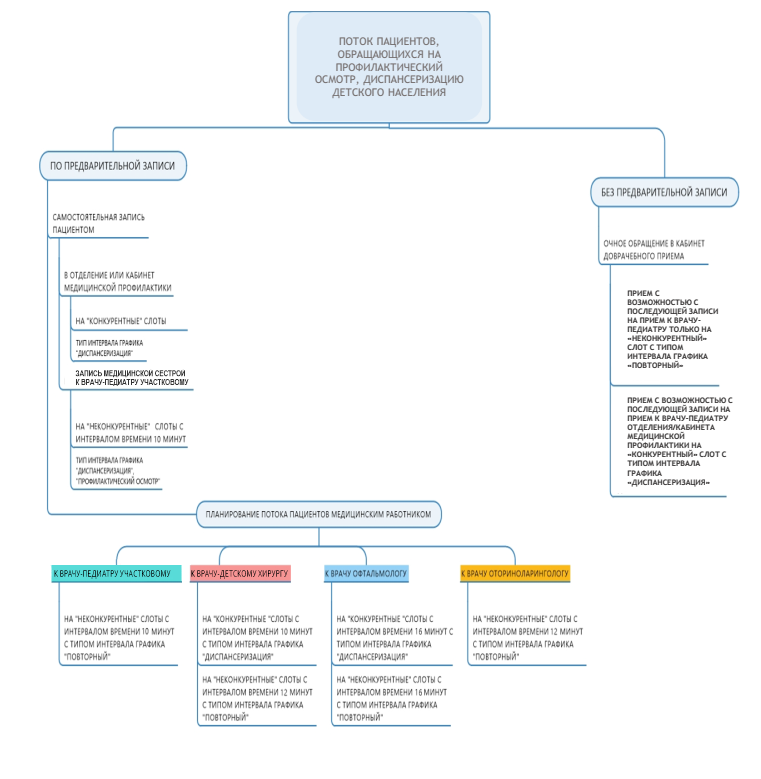 ПОТОК ПАЦИЕНТОВ,
ОБРАЩАЮЩИХСЯ НА
ПРОФИЛАКТИЧЕСКИЙ
ОСМОТР, ДИСПАНСЕРИЗАЦИЮ
ДЕТСКОГО НАСЕЛЕНИЯ
ПО ПРЕДВАРИТЕЛЬНОЙ ЗАПИСИ
САМОСТОЯТЕЛЬНАЯ ЗАПИСЬ
ПАЦИЕНТОМ
В ОТДЕЛЕНИЕ ИЛИ КАБИНЕТ
МЕДИЦИНСКОЙ ПРОФИЛАКТИКИ
НА "КОНКУРЕНТНЫЕ" СЛОТЫ
ТИП ИНТЕРВАЛА ГРАФИКА
"ДИСПАНСЕРИЗАЦИЯ"
ЗАПИСЬ МЕДИЦИНСКОЙ СЕСТРОЙ
К ВРАЧУ-ПЕДИАТРУ УЧАСТКОВОМУ
НА "НЕКОНКУРЕНТНЫЕ" СЛОТЫ С
ИНТЕРВАЛОМ ВРЕМЕНИ 10 МИНУТ
ТИП ИНТЕРВАЛА ГРАФИКА
"ДИСПАНСЕРИЗАЦИЯ",
"ПРОФИЛАКТИЧЕСКИЙ ОСМОТР"
БЕЗ ПРЕДВАРИТЕЛЬНОЙ ЗАПИСИ
ОЧНОЕ ОБРАЩЕНИЕ В КАБИНЕТ
ДОВРАЧЕБНОГО ПРИЕМА
ПРИЕМ С
ВОЗМОЖНОСТЬЮ С
ПОСЛЕДУЮЩЕЙ ЗАПИСИ
НА ПРИЕМ К ВРАЧУ-
ПЕДИАТРУ ТОЛЬКО НА
«НЕКОНКУРЕНТНЫЙ»
СЛОТ С ТИПОМ
ИНТЕРВАЛА ГРАФИКА
«ПОВТОРНЫЙ»
ПРИЕМ С ВОЗМОЖНОСТЬЮ С
ПОСЛЕДУЮЩЕЙ ЗАПИСИ НА
ПРИЕМ К ВРАЧУ-ПЕДИАТРУ
ОТДЕЛЕНИЯ/КАБИНЕТА
МЕДИЦИНСКОЙ
ПРОФИЛАКТИКИ НА
«КОНКУРЕНТНЫЙ» СЛОТ С
ТИПОМ ИНТЕРВАЛА
ГРАФИКА
«ДИСПАНСЕРИЗАЦИЯ»
ПЛАНИРОВАНИЕ ПОТОКА ПАЦИЕНТОВ МЕДИЦИНСКИМ РАБОТНИКОМ
К ВРАЧУ-ПЕДИАТРУ УЧАСТКОВОМУ
НА "НЕКОНКУРЕНТНЫЕ" СЛОТЫ С
ИНТЕРВАЛОМ ВРЕМЕНИ 10 МИНУТ
С ТИПОМ ИНТЕРВАЛА ГРАФИКА
"ПОВТОРНЫЙ"
К ВРАЧУ-ДЕТСКОМУ ХИРУРГУ
НА "КОНКУРЕНТНЫЕ "СЛОТЫ С
ИНТЕРВАЛОМ ВРЕМЕНИ 10 МИНУТ
С ТИПОМ ИНТЕРВАЛА ГРАФИКА
"ДИСПАНСЕРИЗАЦИЯ"
НА "НЕКОНКУРЕНТНЫЕ" СЛОТЫ С
ИНТЕРВАЛОМ ВРЕМЕНИ 12 МИНУТ
С ТИПОМ ИНТЕРВАЛА ГРАФИКА
"ПОВТОРНЫЙ"
К ВРАЧУ ОФТАЛЬМОЛОГУ
НА "КОНКУРЕНТНЫЕ "СЛОТЫ С
ИНТЕРВАЛОМ ВРЕМЕНИ 16 МИНУТ С
ТИПОМ ИНТЕРВАЛА ГРАФИКА
"ДИСПАНСЕРИЗАЦИЯ"
НА "НЕКОНКУРЕНТНЫЕ" СЛОТЫ С
ИНТЕРВАЛОМ ВРЕМЕНИ 16 МИНУТ
С ТИПОМ ИНТЕРВАЛА ГРАФИКА
"ПОВТОРНЫЙ"
К ВРАЧУ ОТОРИНОЛАРИНГОЛОГУ
НА "НЕКОНКУРЕНТНЫЕ" СЛОТЫ С
ИНТЕРВАЛОМ ВРЕМЕНИ 12 МИНУТ
С ТИПОМ ИНТЕРВАЛА ГРАФИКА
"ПОВТОРНЫЙ"